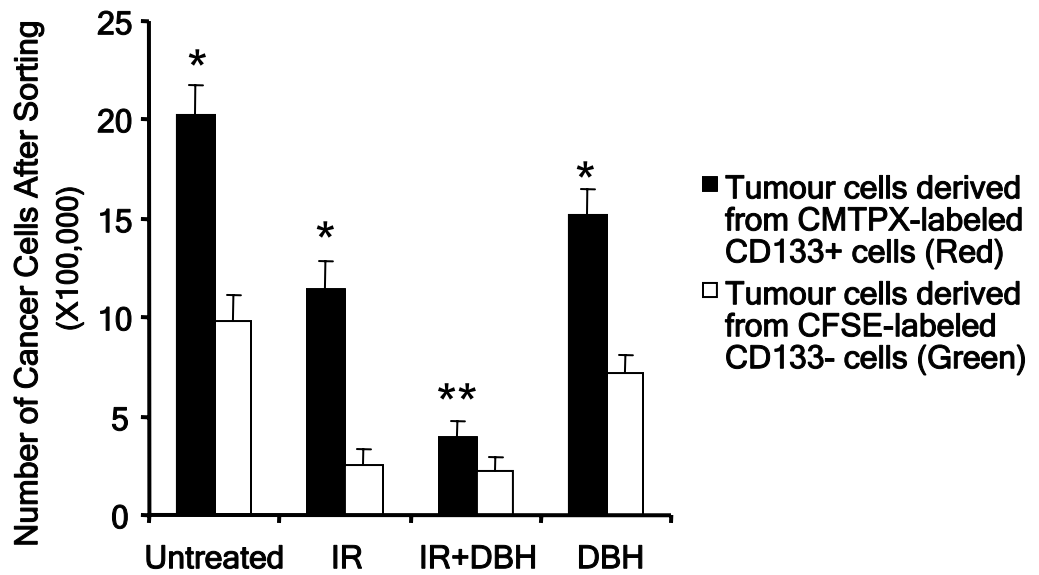 Number of Cancer Cells After Sorting
(X100,000)
25
20
15
10
5
0
*
*
**
*
Untreated
IR
IR+DBH
DBH
Tumour cells derived
from CMTPX-labeled
CD133+ cells (Red)
Tumour cells derived
from CFSE-labeled
CD133- cells (Green)